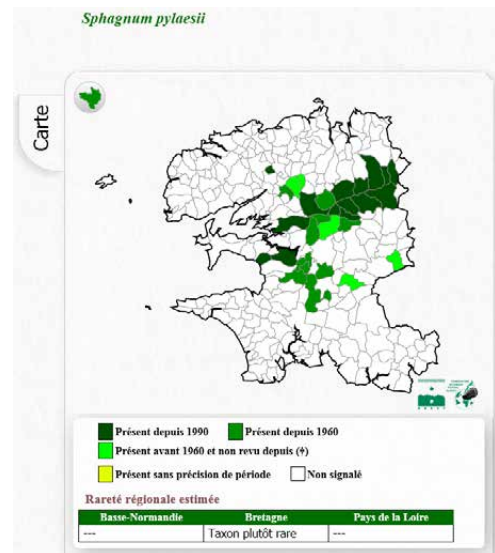 Sphagnum pylaesii
Carte
Présent depuis 1990 Présent depuis 1960
Présent avant 1960 et non revu depuis (✝)
Présent sans précision de période Non signalé
Rareté régionale estimée
Basse-Normandie Bretagne Pays de la Loire
--- Taxon plutôt rare ---